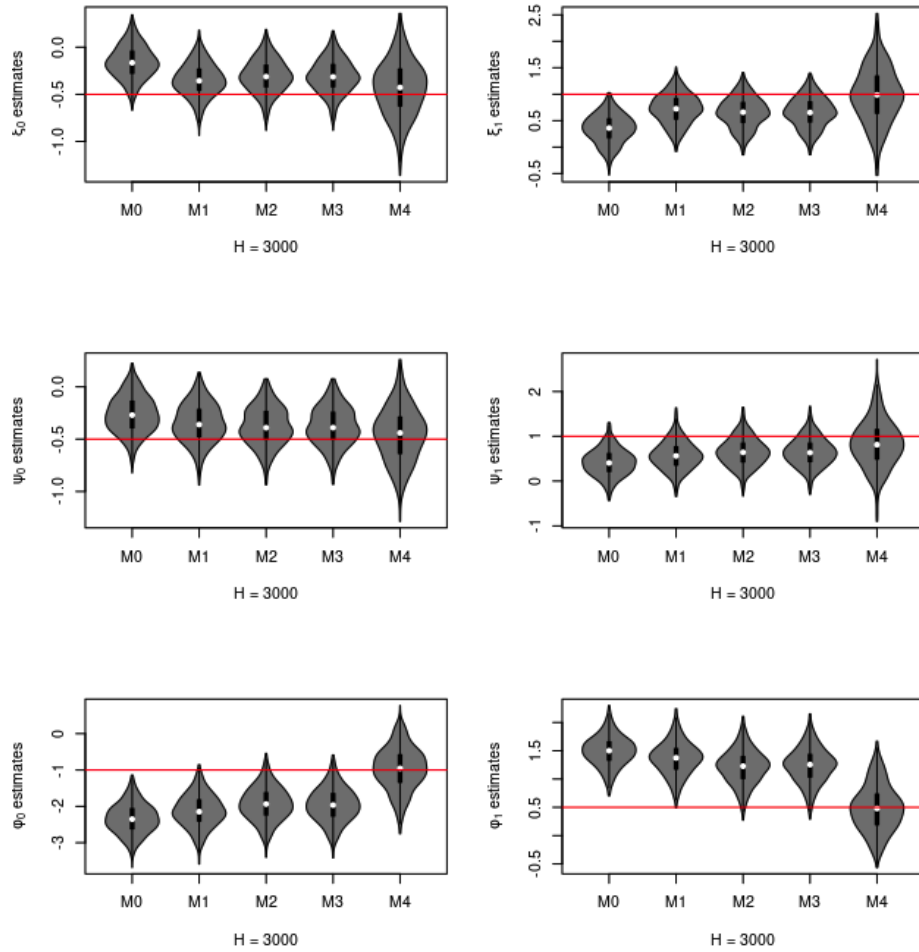 ξ0 estimates
0.0
-0.5
-1.0
M0 M1 M2 M3 M4
H = 3000
ξ1 estimates
2.5
1.5
0.5
-0.5
M0 M1 M2 M3 M4
H = 3000
ψ0 estimates
0.0
-0.5
-1.0
M0 M1 M2 M3 M4
H = 3000
ψ1 estimates
2
1
0
-1
M0 M1 M2 M3 M4
H = 3000
φ0 estimates
0
-1
-2
-3
M0 M1 M2 M3 M4
H = 3000
φ1 estimates
1.5
0.5
-0.5
M0 M1 M2 M3 M4
H = 3000